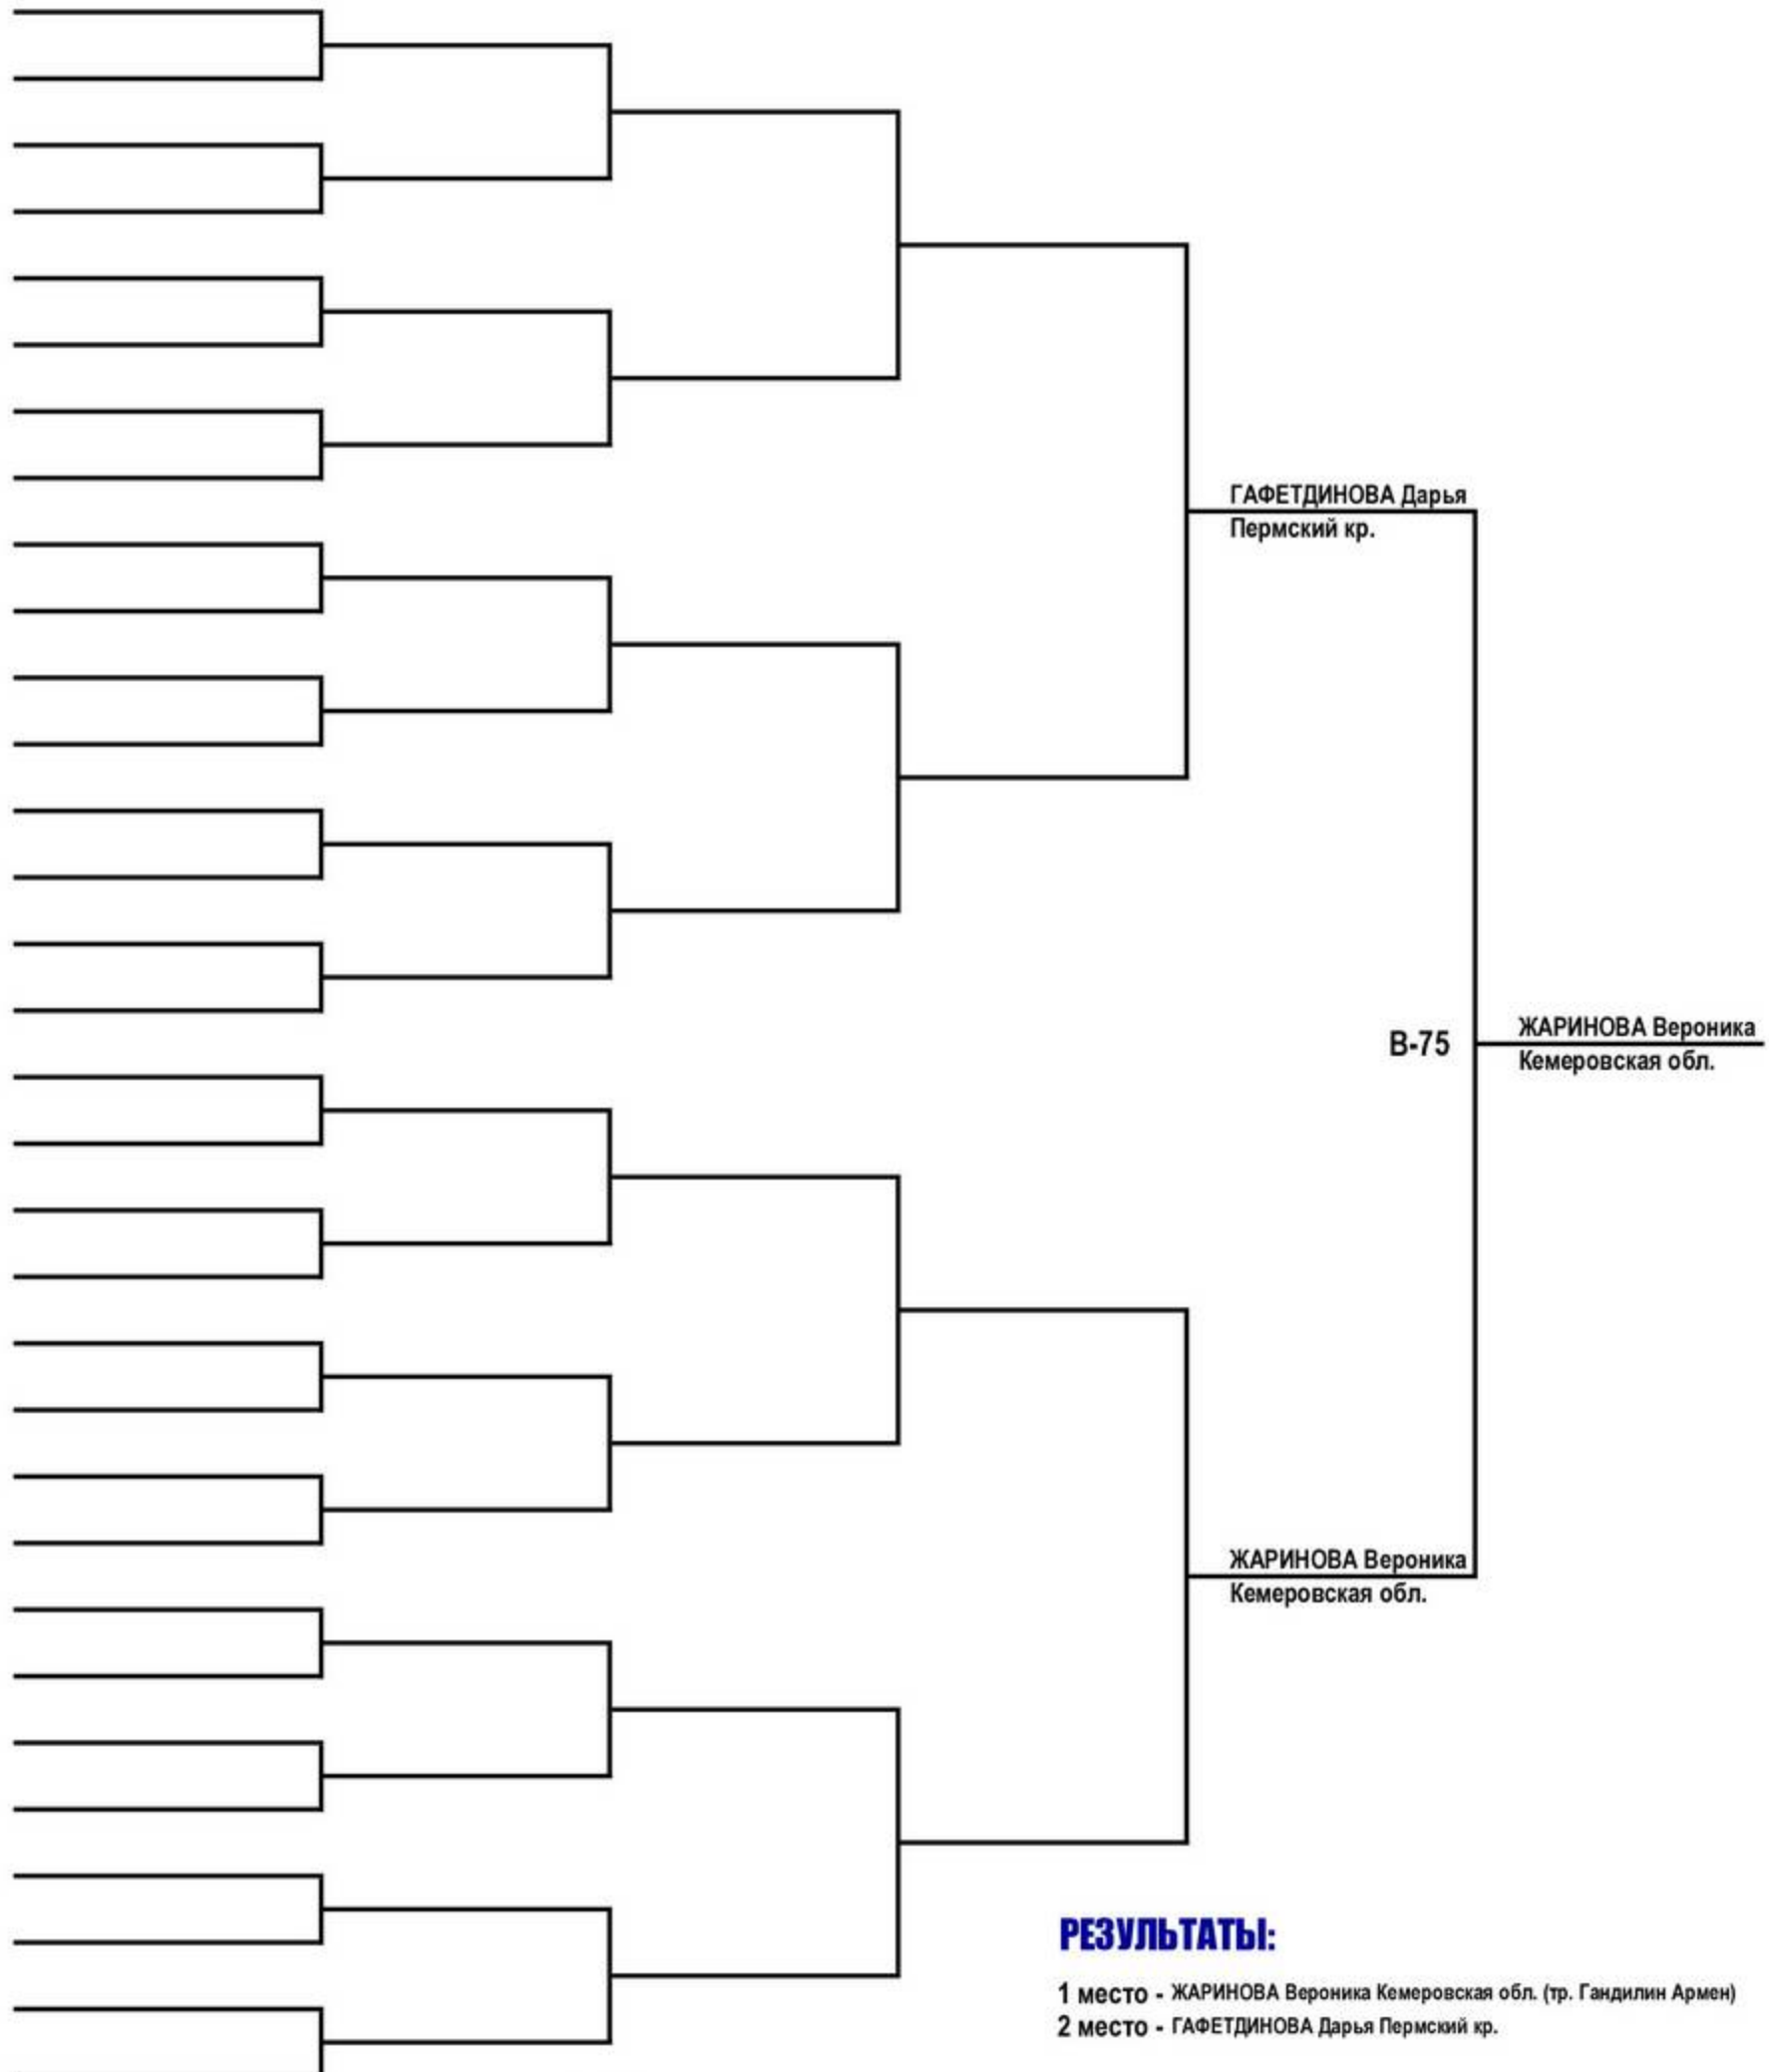 ГАФЕТДИНОВА Дарья
Пермский кр.
В-75
ЖАРИНОВА Вероника
Кемеровская обл.
ЖАРИНОВА Вероника
Кемеровская обл.
РЕЗУЛЬТАТЫ:
1 место - ЖАРИНОВА Вероника Кемеровская обл. (тр. Гандилин Армен)
2 место - ГАФЕТДИНОВА Дарья Пермский кр.